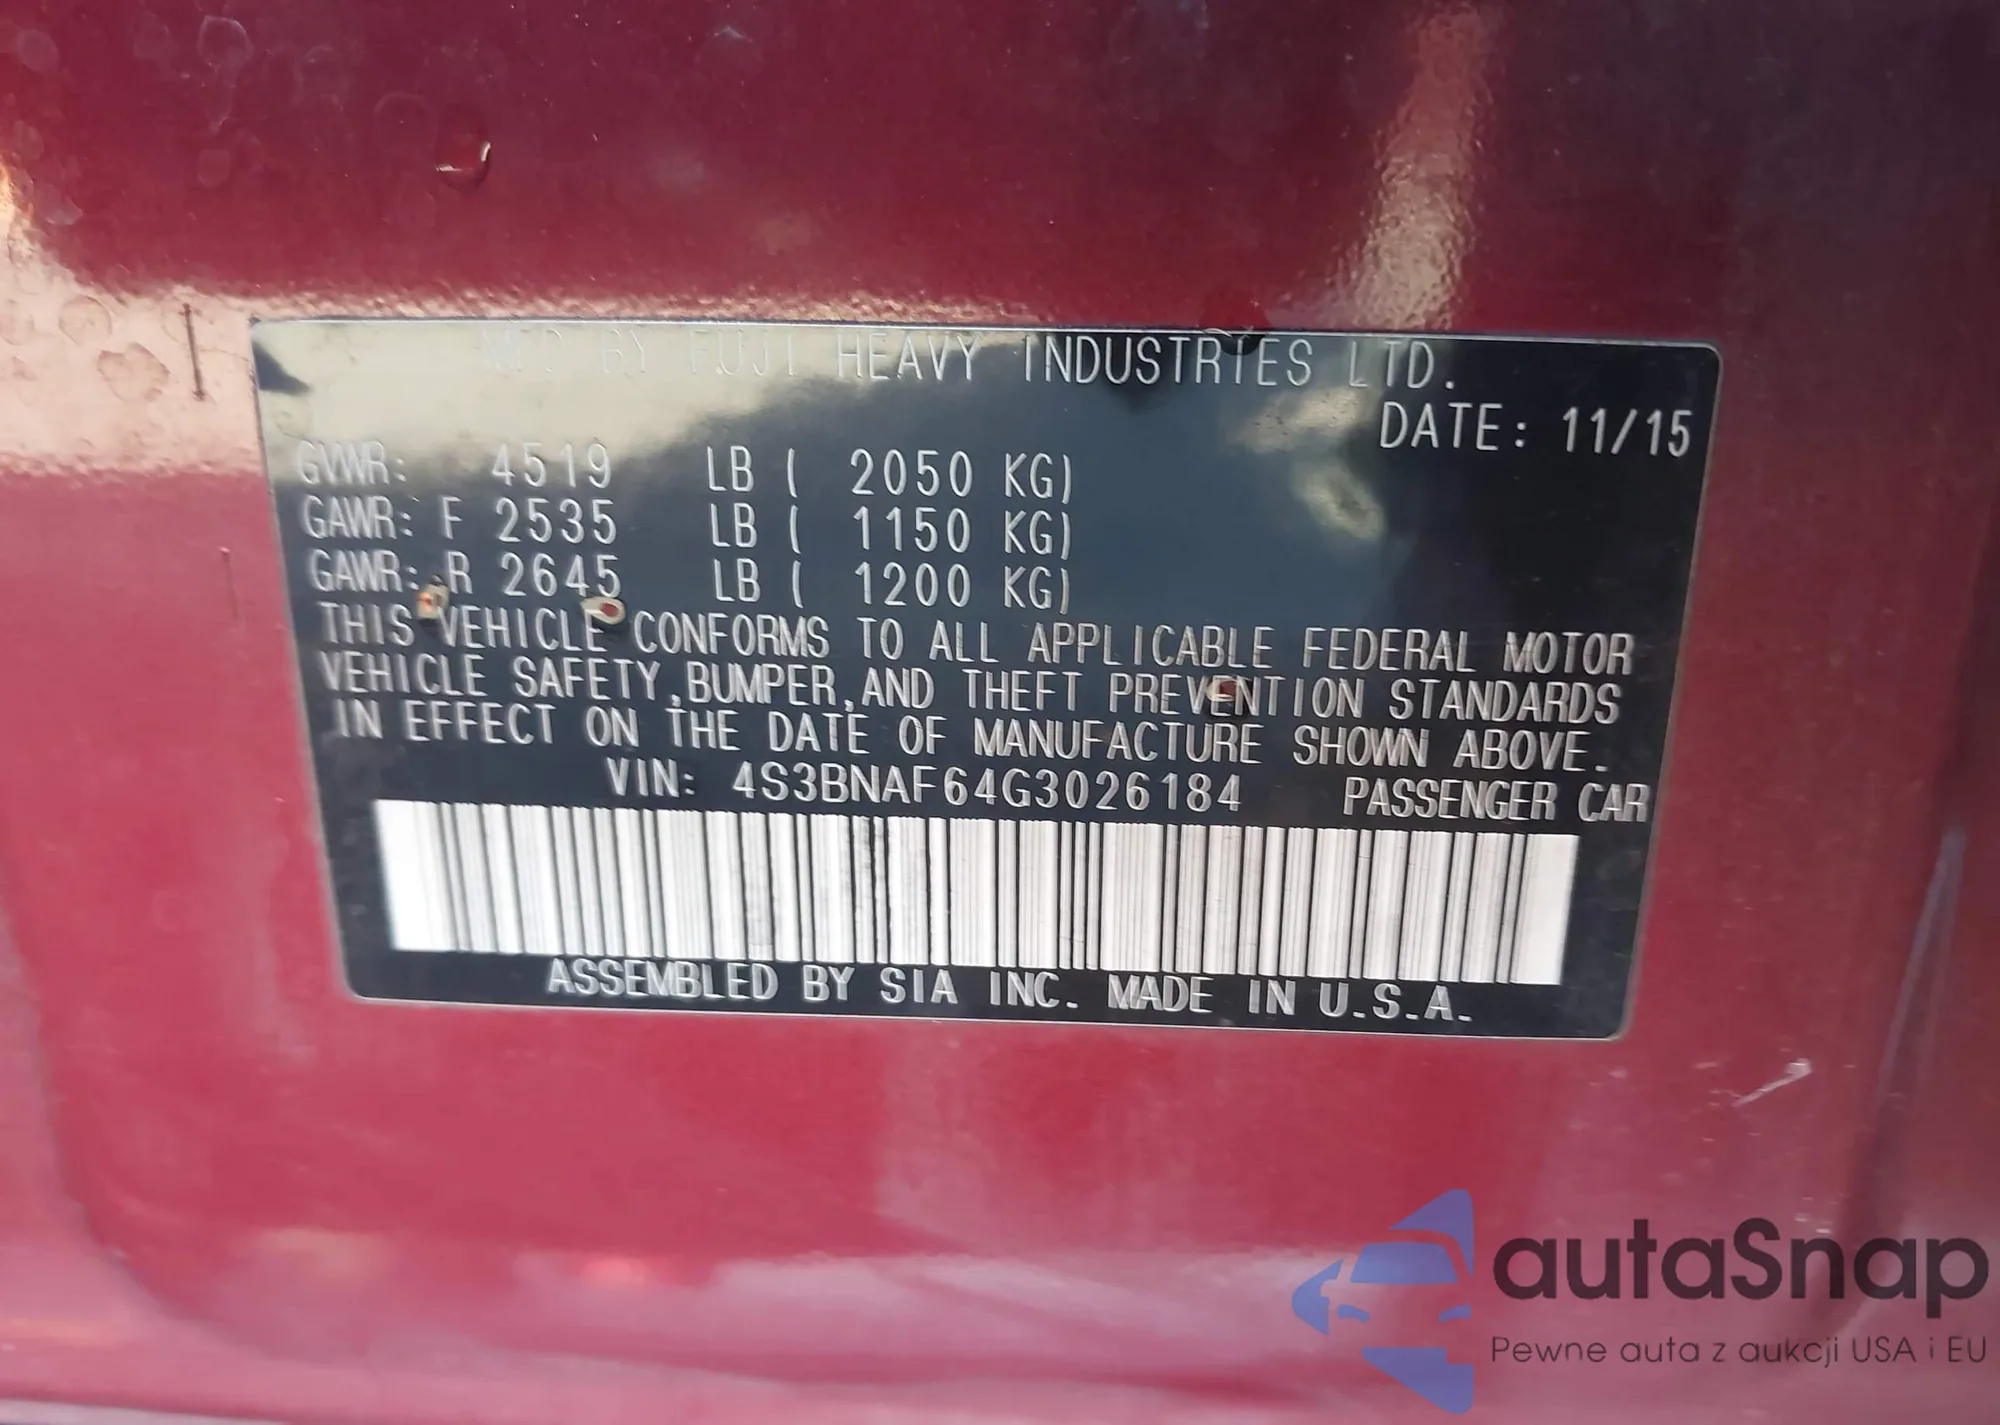 MFG BY FUJI HEAVY INDUSTRIES LTD.
DATE: 11/15
GVWR: 4519 LB ( 2050 KG)
GAWR: F 2535 LB ( 1150 KG)
GAWR: R 2645 LB ( 1200 KG)
THIS VEHICLE CONFORMS TO ALL APPLICABLE FEDERAL MOTOR
VEHICLE SAFETY,BUMPER,AND THEFT PREVENTION STANDARDS
IN EFFECT ON THE DATE OF MANUFACTURE SHOWN ABOVE.
VIN: 4S3BNAF64G3026184 PASSENGER CAR
ASSEMBLED BY SIA INC. MADE IN U.S.A.
autaSnap
Pewne auta z aukcji USA i EU